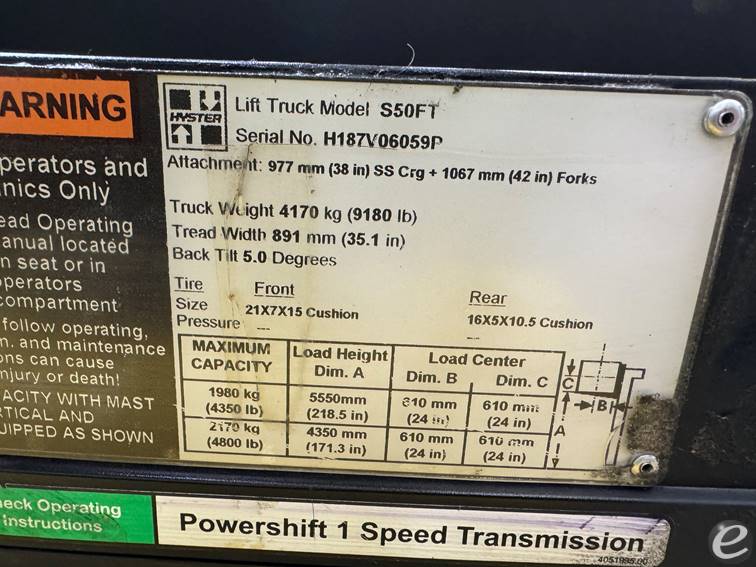 ARNING
perators and
nics Only
ead Operating
anual located
n seat or in
perators
compartment
follow operating,
n. and maintenance
ons can cause
njury or death!
ACITY WITH MAST
RTICAL AND
UIPPED AS SHOWN
HYSTER
Lift Truck Model S50FT
Serial No. H187V06059P
Attachment: 977 mm (38 in) SS Crg + 1067 mm (42 in) Forks
Truck Weight 4170 kg (9180 lb)
Tread Width 891 mm (35.1 in)
Back Tilt 5.0 Degrees
Tire Front Rear
Size 21X7X15 Cushion 16X5X10.5 Cushion
Pressure -- --
MAXIMUM CAPACITY Load Height Dim. A Load Center Dim. B Dim. C
1980 kg 5550mm 610 mm 610 mm
(4350 lb) (218.5 in) (24 in) (24 in)
2170 kg 4350 mm 610 mm 610 mm
(4800 lb) (171.3 in) (24 in) (24 in)
C
B
A
heck Operating
Instructions
Powershift 1 Speed Transmission
e